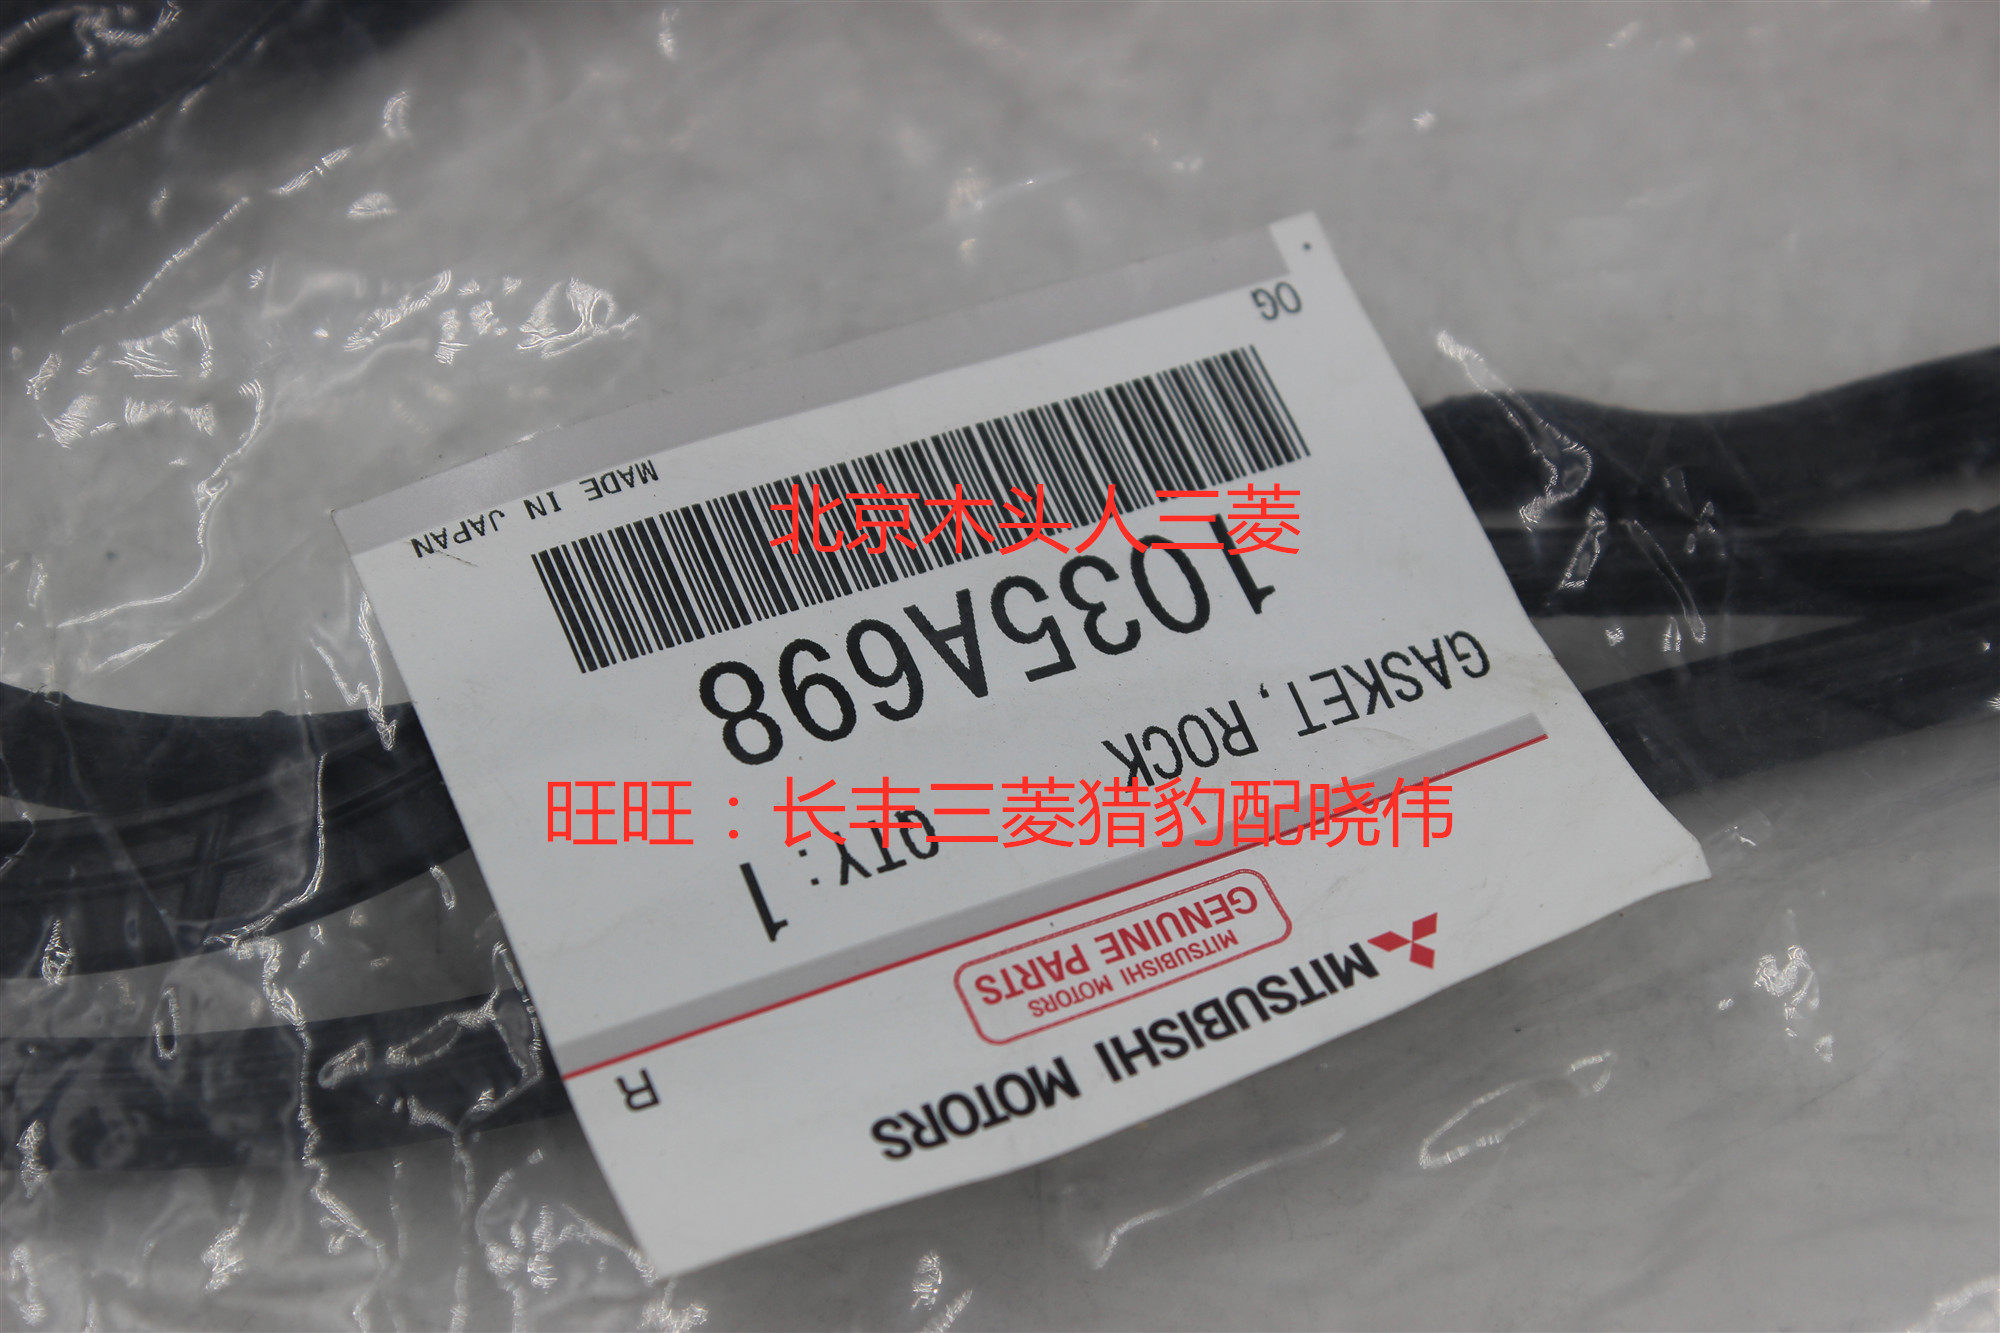 MITSUBISHI MOTORS
MITSUBISHI MOTORS
GENUINE PARTS
R
GASKET, ROCK
QTY: 1
1035A698
MADE IN JAPAN
OG
北京木头人三菱
旺旺：长丰三菱猎豹配晓伟